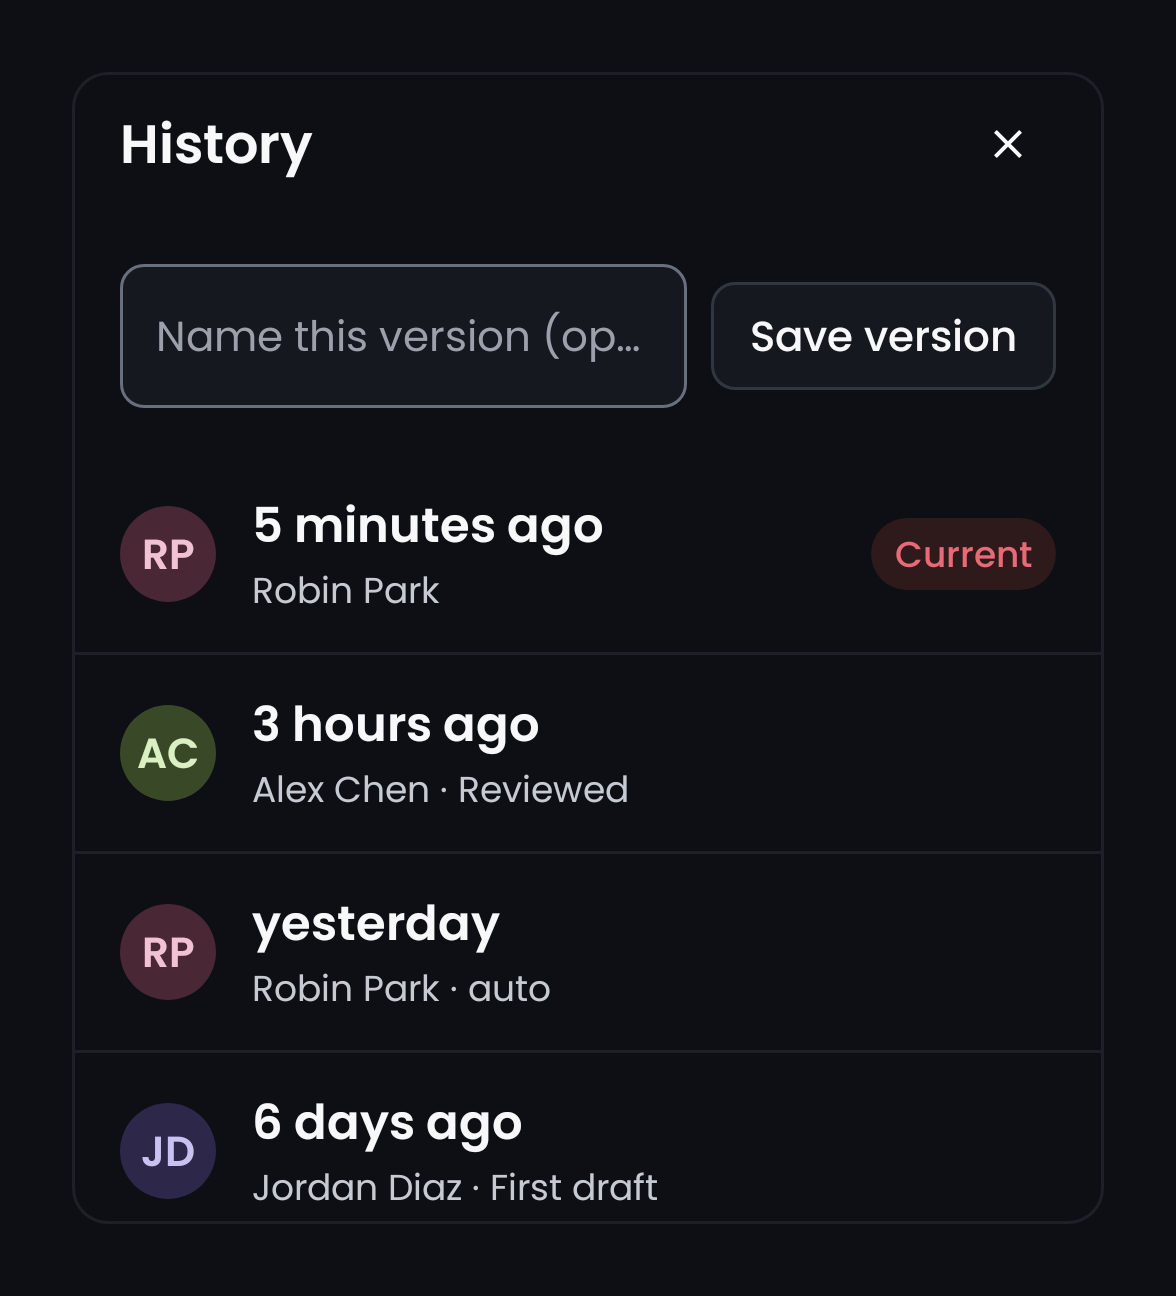 History
Name this version (op…
Save version
RP
5 minutes ago
Robin Park
Current
AC
3 hours ago
Alex Chen · Reviewed
RP
yesterday
Robin Park · auto
JD
6 days ago
Jordan Diaz · First draft